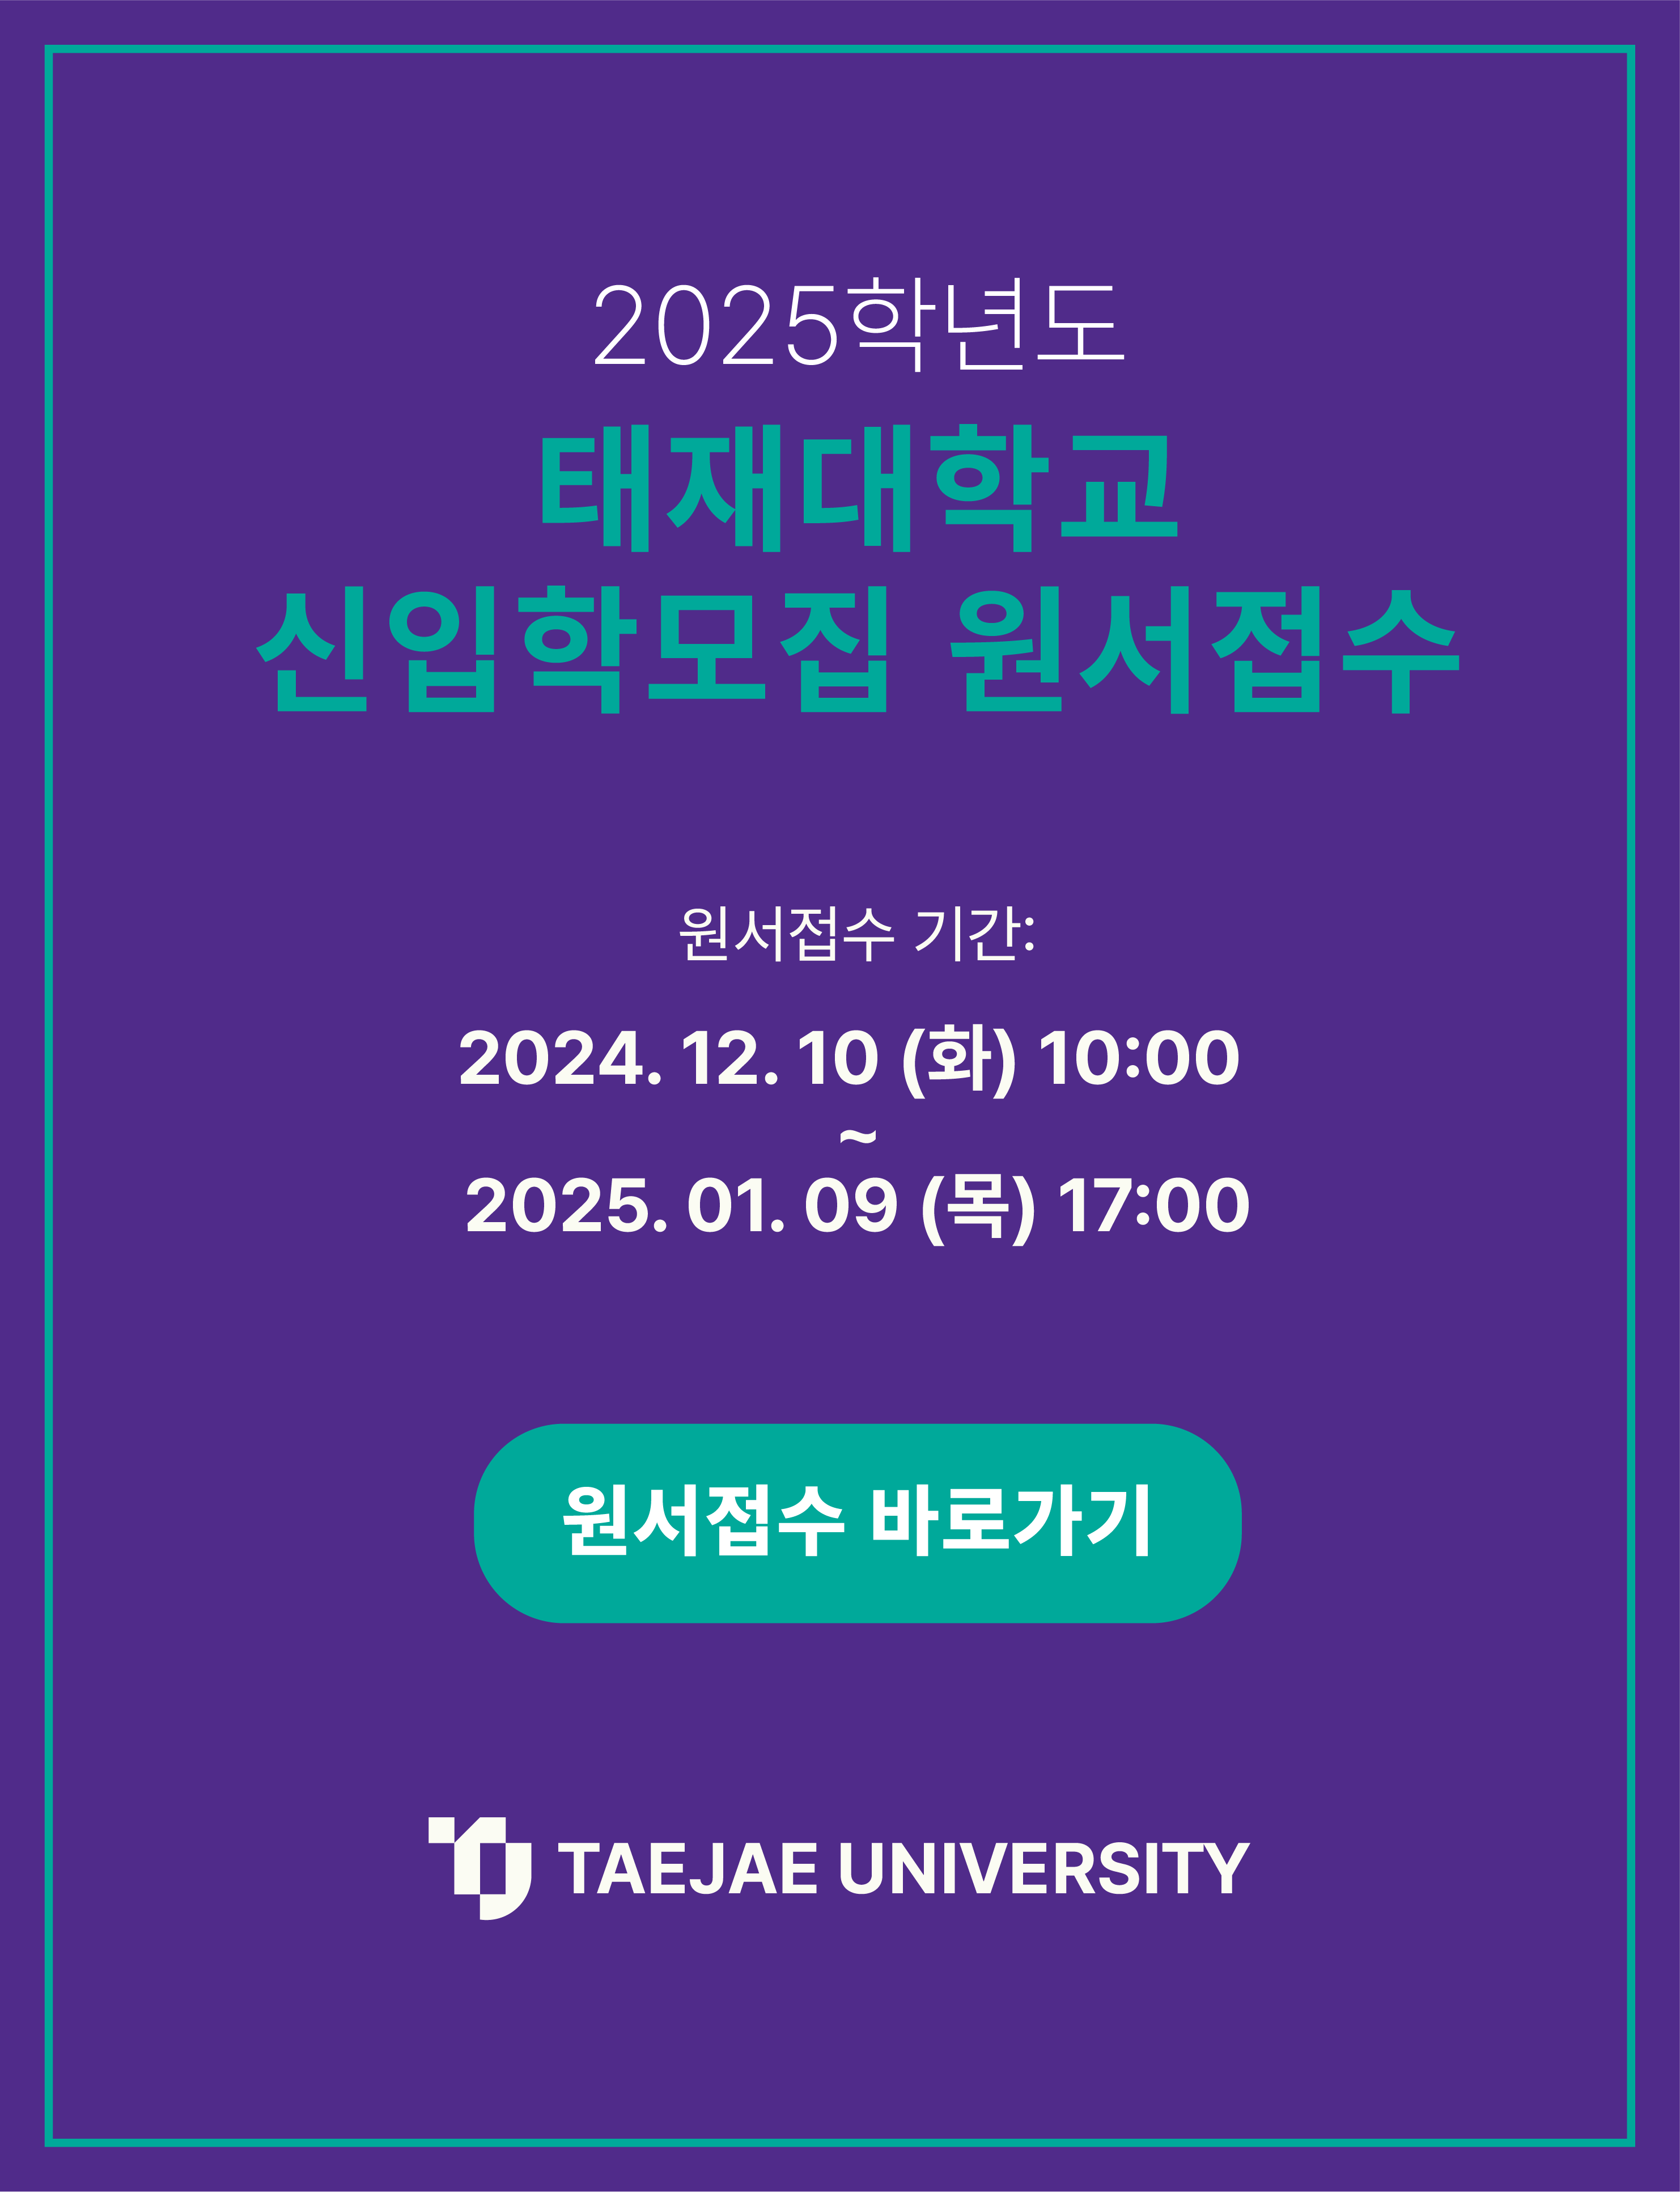 2025학년도
태재대학교
신입학모집 원서접수
원서접수 기간:
2024. 12. 10 (화) 10:00
~
2025. 01. 09 (목) 17:00
원서접수 바로가기
TAEJAE UNIVERSITY